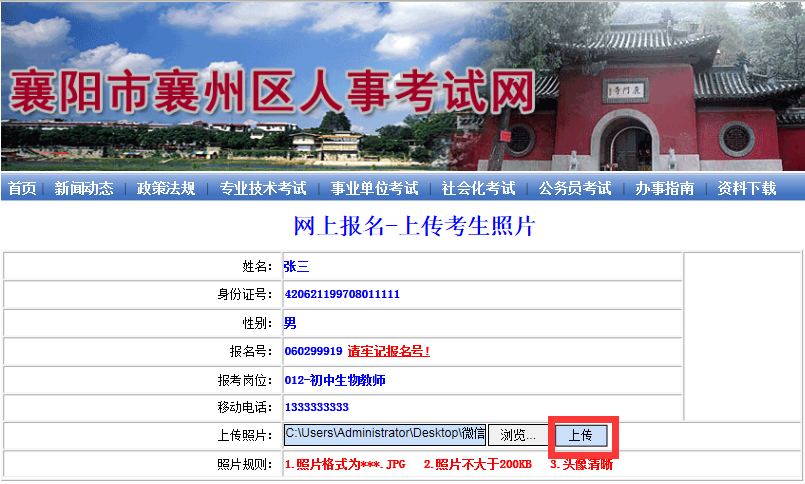 襄阳市襄州区人事考试网
鹿门寺
首页 | 新闻动态 | 政策法规 | 专业技术考试 | 事业单位考试 | 社会化考试 | 公务员考试 | 办事指南 | 资料下载
网上报名-上传考生照片
姓名： 张三
身份证号： 420621199708011111
性别： 男
报名号： 060299919 请牢记报名号!
报考岗位： 012-初中生物教师
移动电话： 1333333333
上传照片： C:\Users\Administrator\Desktop\微信 浏览... 上传
照片规则： 1.照片格式为***.JPG 2.照片不大于200KB 3.头像清晰